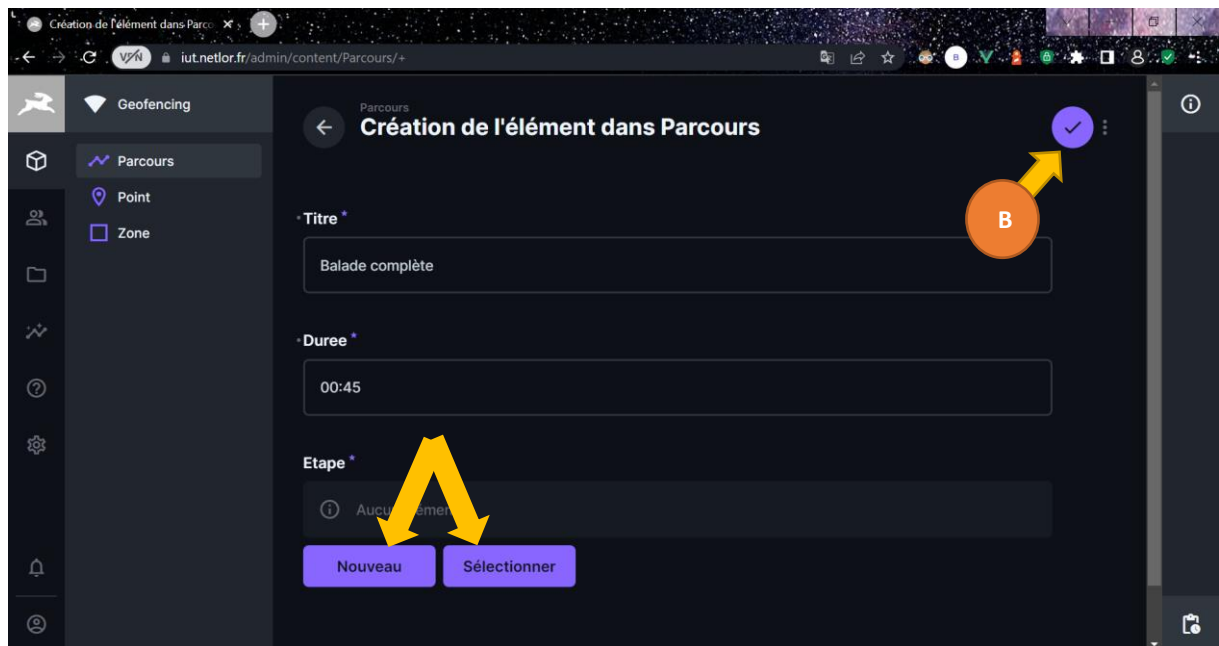 Création de l'élément dans Parco
VPN
iut.netlor.fr/admin/content/Parcours/+
Geofencing
Parcours
Point
Zone
Parcours
Création de l'élément dans Parcours
B
Titre *
Balade complète
Duree *
00:45
Etape *
Nouveau
Sélectionner